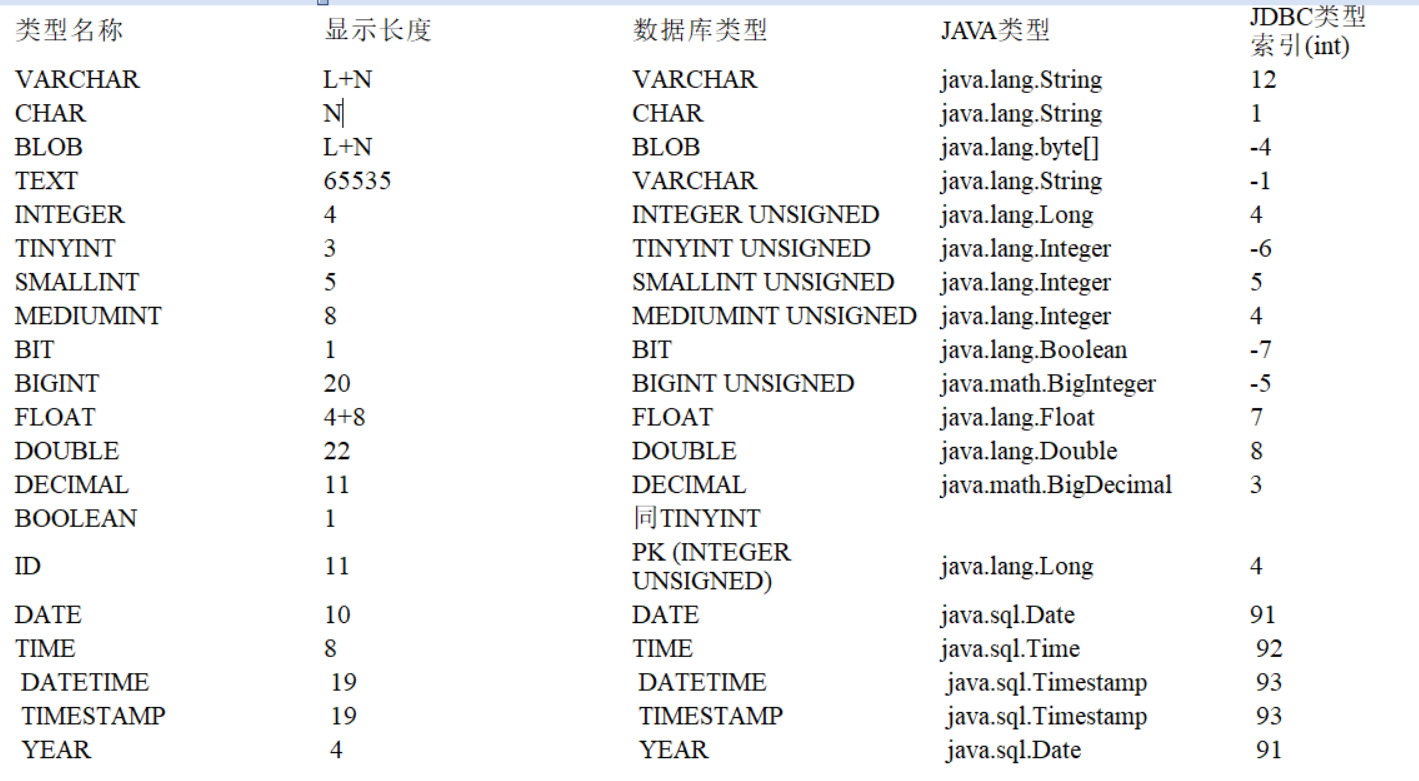 类型名称 显示长度 数据库类型 JAVA类型 JDBC类型
索引(int)
VARCHAR L+N VARCHAR java.lang.String 12
CHAR N CHAR java.lang.String 1
BLOB L+N BLOB java.lang.byte[] -4
TEXT 65535 VARCHAR java.lang.String -1
INTEGER 4 INTEGER UNSIGNED java.lang.Long 4
TINYINT 3 TINYINT UNSIGNED java.lang.Integer -6
SMALLINT 5 SMALLINT UNSIGNED java.lang.Integer 5
MEDIUMINT 8 MEDIUMINT UNSIGNED java.lang.Integer 4
BIT 1 BIT java.lang.Boolean -7
BIGINT 20 BIGINT UNSIGNED java.math.BigInteger -5
FLOAT 4+8 FLOAT java.lang.Float 7
DOUBLE 22 DOUBLE java.lang.Double 8
DECIMAL 11 DECIMAL java.math.BigDecimal 3
BOOLEAN 1 同TINYINT
ID 11 PK (INTEGER
UNSIGNED) java.lang.Long 4
DATE 10 DATE java.sql.Date 91
TIME 8 TIME java.sql.Time 92
DATETIME 19 DATETIME java.sql.Timestamp 93
TIMESTAMP 19 TIMESTAMP java.sql.Timestamp 93
YEAR 4 YEAR java.sql.Date 91